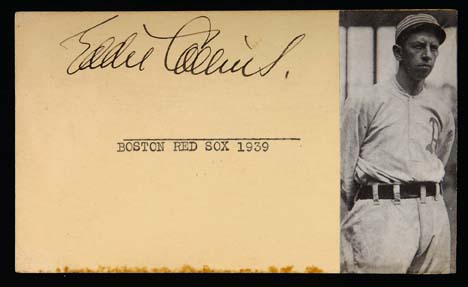 Eddie Collins.
BOSTON RED SOX 1939
A